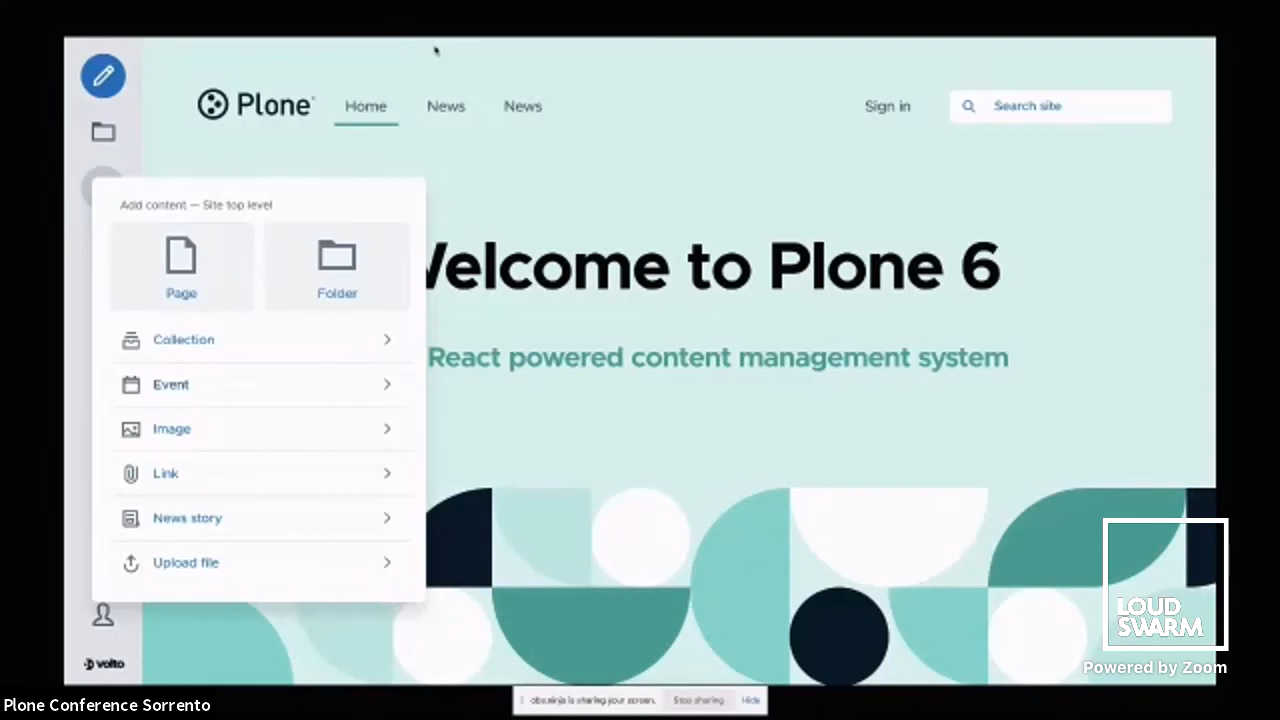 Plone
Home
News
News
Sign in
Search site
Add content — Site top level
Page
Folder
Welcome to Plone 6
React powered content management system
Collection
Event
Image
Link
News story
Upload file
volto
LOUD
SWARM
Powered by Zoom
obs.ninja is sharing your screen.
Stop sharing
Hide
Plone Conference Sorrento